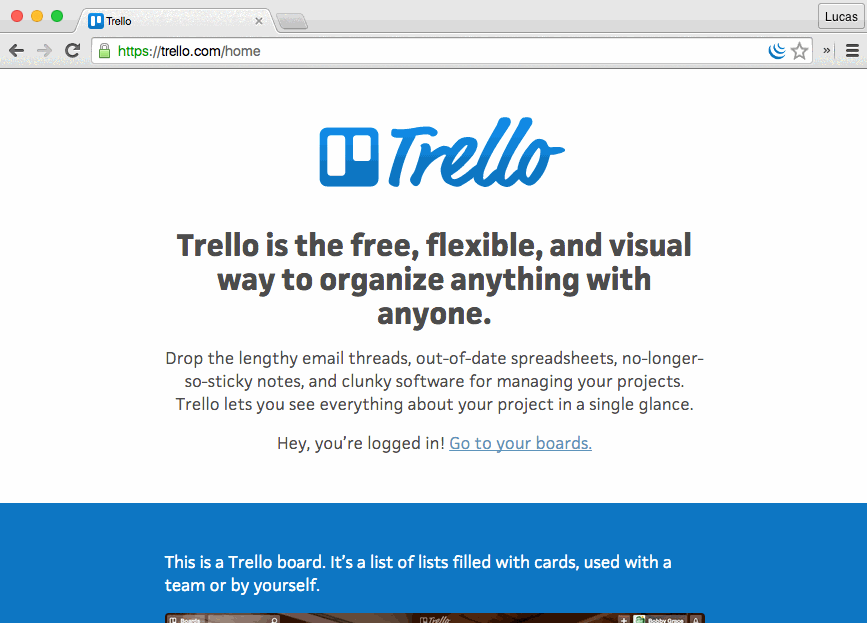 Trello
Lucas
https://trello.com/home
»
Trello
Trello is the free, flexible, and visual
way to organize anything with
anyone.
Drop the lengthy email threads, out-of-date spreadsheets, no-longer-
so-sticky notes, and clunky software for managing your projects.
Trello lets you see everything about your project in a single glance.
Hey, you’re logged in! Go to your boards.
This is a Trello board. It’s a list of lists filled with cards, used with a
team or by yourself.
Boards
Trello
Bobby Grace